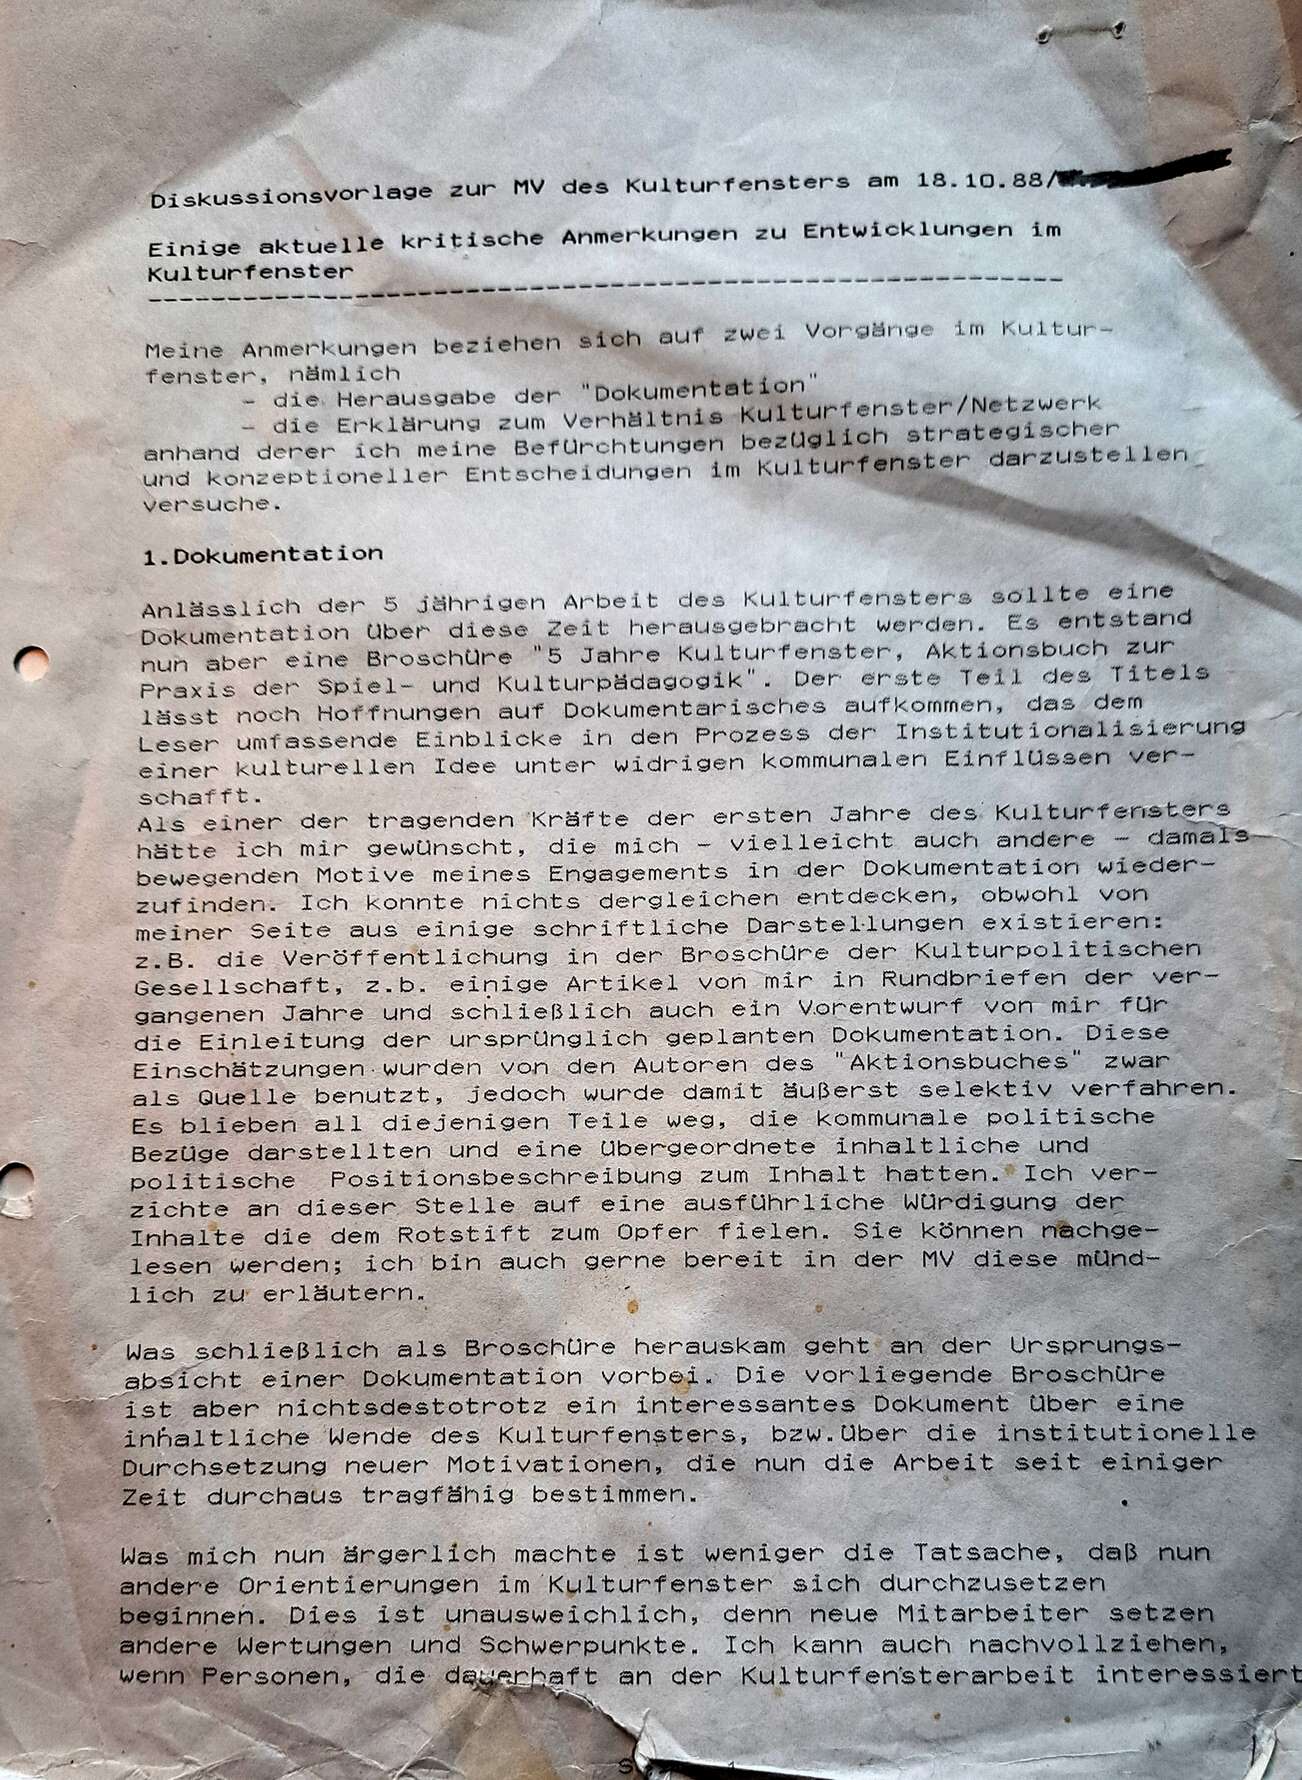 Diskussionsvorlage zur MV des Kulturfensters am 18.10.88/
Einige aktuelle kritische Anmerkungen zu Entwicklungen im
Kulturfenster
---------------------------------------------------------
Meine Anmerkungen beziehen sich auf zwei Vorgänge im Kultur-
fenster, nämlich
- die Herausgabe der "Dokumentation"
- die Erklärung zum Verhältnis Kulturfenster/Netzwerk
anhand derer ich meine Befürchtungen bezüglich strategischer
und konzeptioneller Entscheidungen im Kulturfenster darzustellen
versuche.
1.Dokumentation
Anlässlich der 5 jährigen Arbeit des Kulturfensters sollte eine
Dokumentation über diese Zeit herausgebracht werden. Es entstand
nun aber eine Broschüre "5 Jahre Kulturfenster, Aktionsbuch zur
Praxis der Spiel- und Kulturpädagogik". Der erste Teil des Titels
lässt noch Hoffnungen auf Dokumentarisches aufkommen, das dem
Leser umfassende Einblicke in den Prozess der Institutionalisierung
einer kulturellen Idee unter widrigen kommunalen Einflüssen ver-
schafft.
Als einer der tragenden Kräfte der ersten Jahre des Kulturfensters
hätte ich mir gewünscht, die mich - vielleicht auch andere - damals
bewegenden Motive meines Engagements in der Dokumentation wieder-
zufinden. Ich konnte nichts dergleichen entdecken, obwohl von
meiner Seite aus einige schriftliche Darstellungen existieren:
z.B. die Veröffentlichung in der Broschüre der Kulturpolitischen
Gesellschaft, z.b. einige Artikel von mir in Rundbriefen der ver-
gangenen Jahre und schließlich auch ein Vorentwurf von mir für
die Einleitung der ursprünglich geplanten Dokumentation. Diese
Einschätzungen wurden von den Autoren des "Aktionsbuches" zwar
als Quelle benutzt, jedoch wurde damit äußerst selektiv verfahren.
Es blieben all diejenigen Teile weg, die kommunale politische
Bezüge darstellten und eine übergeordnete inhaltliche und
politische  Positionsbeschreibung zum Inhalt hatten. Ich ver-
zichte an dieser Stelle auf eine ausführliche Würdigung der
Inhalte die dem Rotstift zum Opfer fielen. Sie können nachge-
lesen werden; ich bin auch gerne bereit in der MV diese münd-
lich zu erläutern.
Was schließlich als Broschüre herauskam geht an der Ursprungs-
absicht einer Dokumentation vorbei. Die vorliegende Broschüre
ist aber nichtsdestotrotz ein interessantes Dokument über eine
inhaltliche Wende des Kulturfensters, bzw.über die institutionelle
Durchsetzung neuer Motivationen, die nun die Arbeit seit einiger
Zeit durchaus tragfähig bestimmen.
Was mich nun ärgerlich machte ist weniger die Tatsache, daß nun
andere Orientierungen im Kulturfenster sich durchzusetzen
beginnen. Dies ist unausweichlich, denn neue Mitarbeiter setzen
andere Wertungen und Schwerpunkte. Ich kann auch nachvollziehen,
wenn Personen, die dauerhaft an der Kulturfensterarbeit interessiert